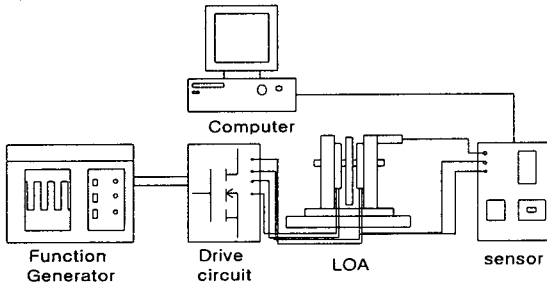 Computer
Function
Generator
Drive
circuit
LOA
sensor